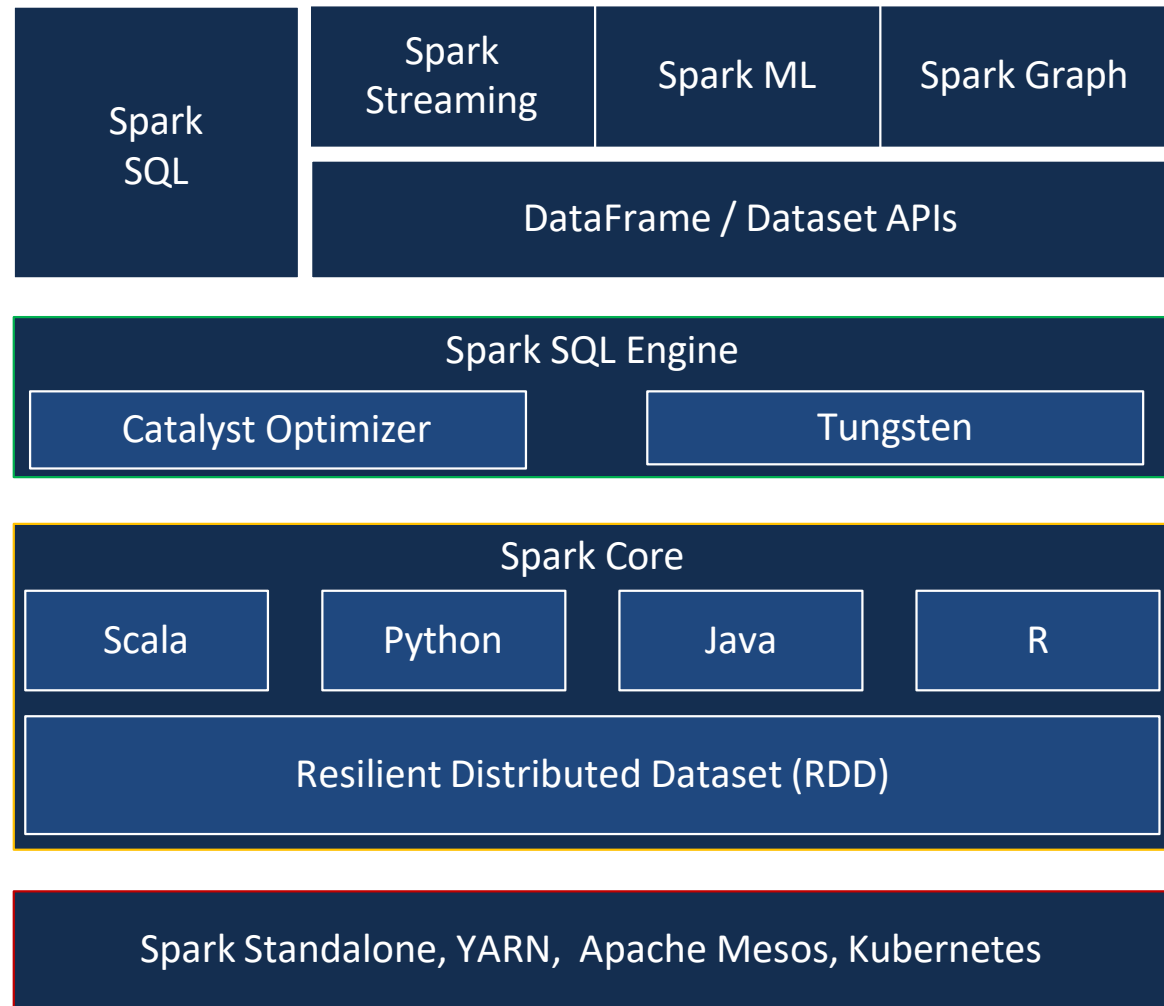 Spark
SQL
Spark
Streaming
Spark ML
Spark Graph
DataFrame / Dataset APIs
Spark SQL Engine
Catalyst Optimizer
Tungsten
Spark Core
Scala
Python
Java
R
Resilient Distributed Dataset (RDD)
Spark Standalone, YARN, Apache Mesos, Kubernetes